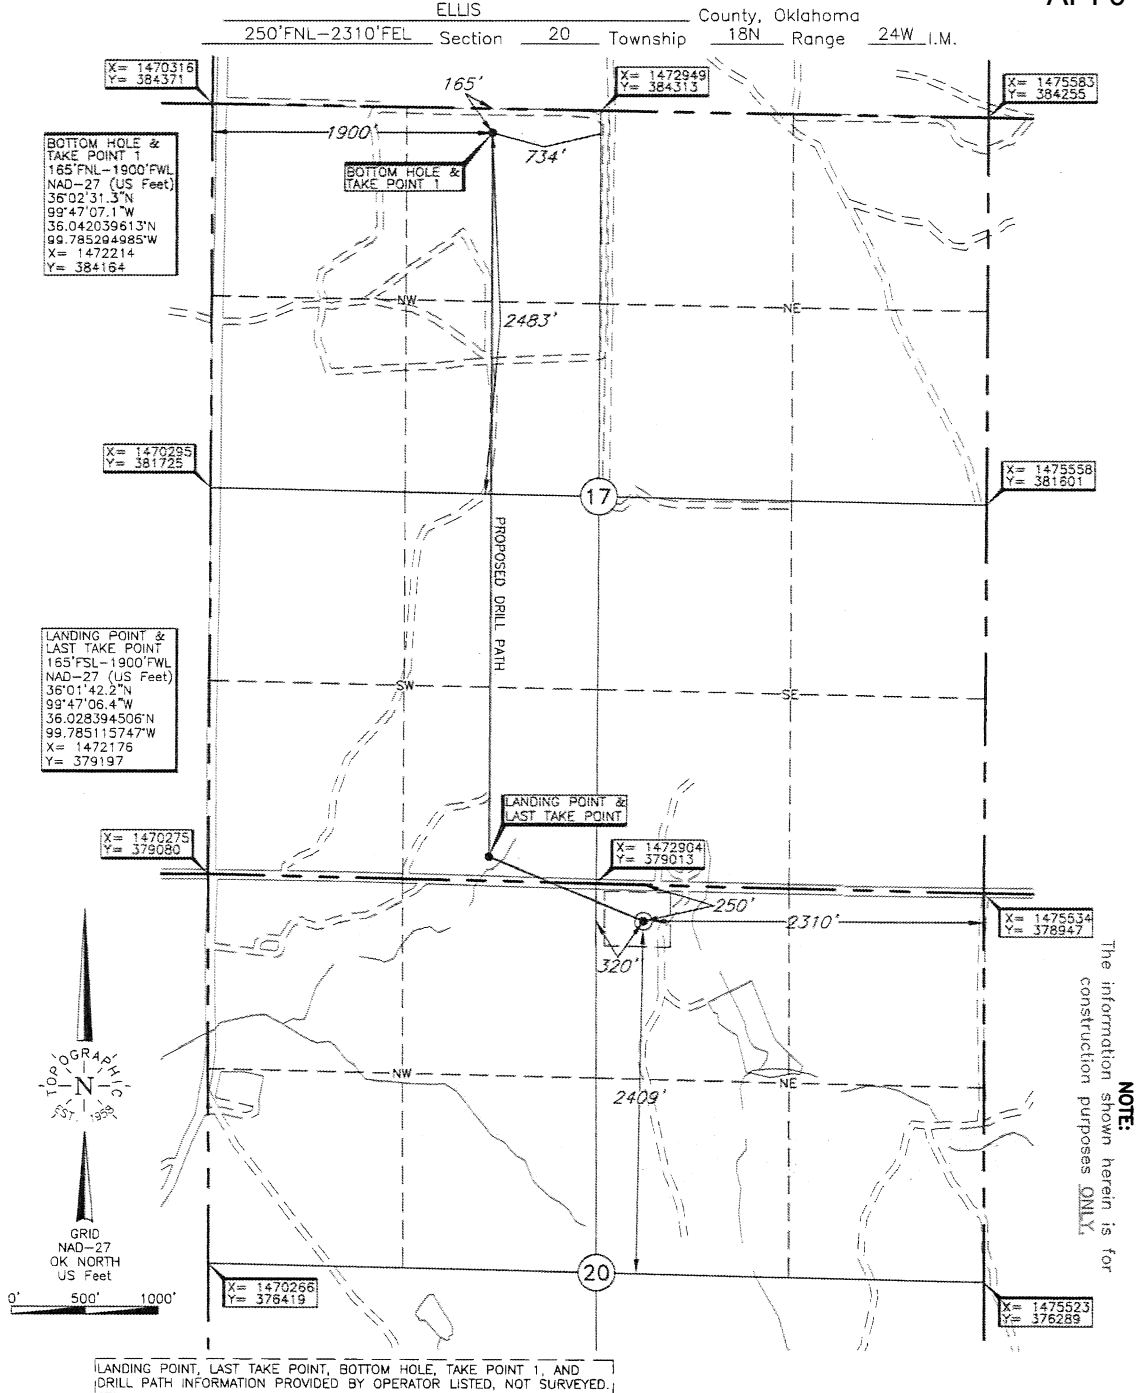 ELLIS County, Oklahoma
250'FNL-2310'FEL Section 20 Township 18N Range 24W I.M.
X= 1470316
Y= 384371
165'
X= 1472949
Y= 384313
X= 1475583
Y= 384255
1900'
734'
BOTTOM HOLE &
TAKE POINT 1
165'FNL-1900'FWL
NAD-27 (US Feet)
36°02'31.3"N
99°47'07.1"W
36.042039613°N
99.785294985°W
X= 1472214
Y= 384164
BOTTOM HOLE &
TAKE POINT 1
NW
NE
2483'
X= 1470295
Y= 381725
X= 1475558
Y= 381601
17
PROPOSED DRILL PATH
LANDING POINT &
LAST TAKE POINT
165'FSL-1900'FWL
NAD-27 (US Feet)
36°01'42.2"N
99°47'06.4"W
36.028394506°N
99.785115747°W
X= 1472176
Y= 379197
SW
SE
LANDING POINT &
LAST TAKE POINT
X= 1470275
Y= 379080
X= 1472904
Y= 379013
250'
2310'
X= 1475534
Y= 378947
320'
NW
NE
2409'
TOPOGRAPHIC
N
EST. 1958
NOTE:
The information shown herein is for
construction purposes ONLY.
GRID
NAD-27
OK NORTH
US Feet
0' 500' 1000'
X= 1470266
Y= 376419
20
X= 1475523
Y= 376289
LANDING POINT, LAST TAKE POINT, BOTTOM HOLE, TAKE POINT 1, AND
DRILL PATH INFORMATION PROVIDED BY OPERATOR LISTED, NOT SURVEYED.